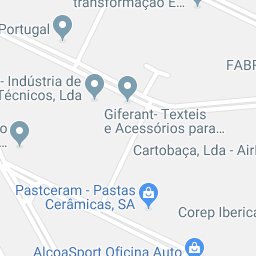 transformação E...
Portugal
FAB
- Indústria de
Técnicos, Lda
Giferant- Texteis
e Acessórios para...
Cartobaça, Lda - Air
Pastceram - Pastas
Cerâmicas, SA
Corep Iberica
AlcoaSport Oficina Auto